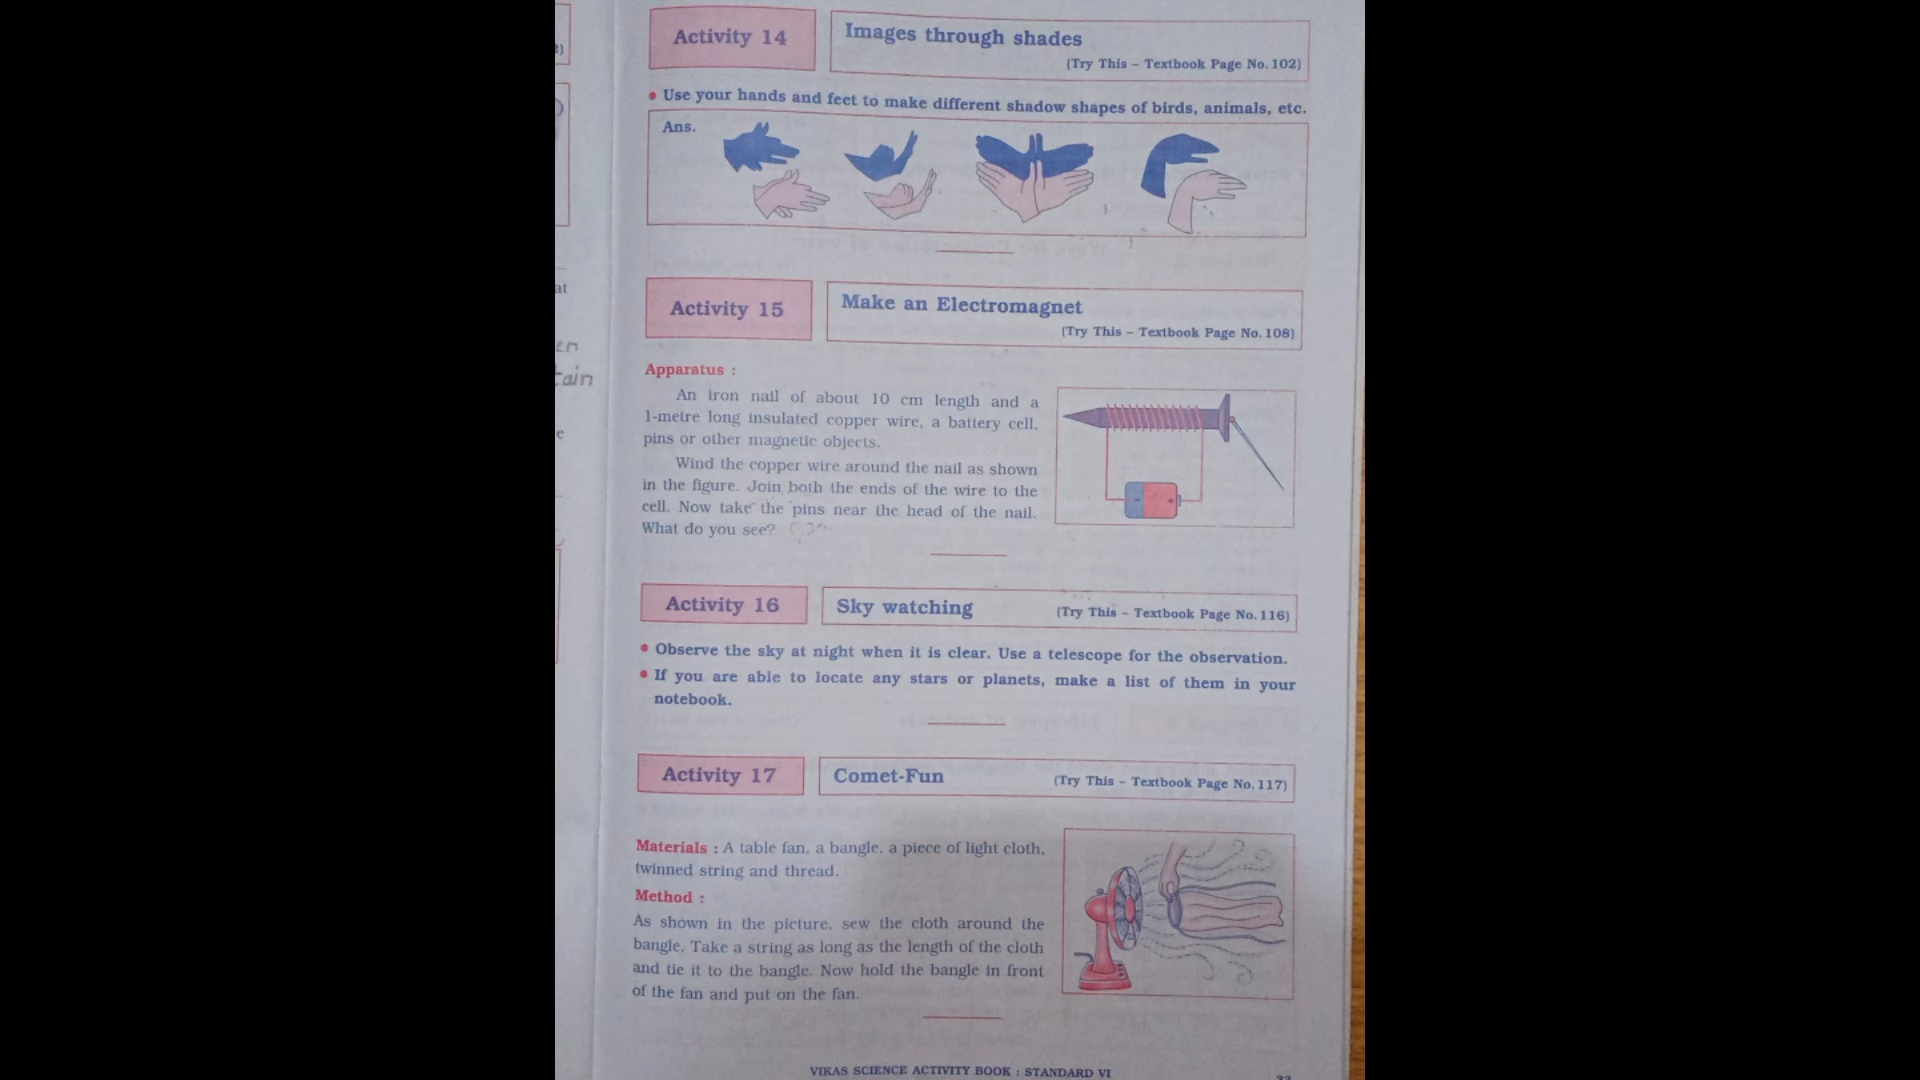 Activity 14
Images through shades
(Try This – Textbook Page No. 102)
• Use your hands and feet to make different shadow shapes of birds, animals, etc.
Ans.
at
en
tain
e
Activity 15
Make an Electromagnet
(Try This – Textbook Page No. 108)
Apparatus :
An iron nail of about 10 cm length and a
1-metre long insulated copper wire, a battery cell,
pins or other magnetic objects.
Wind the copper wire around the nail as shown
in the figure. Join both the ends of the wire to the
cell. Now take the pins near the head of the nail.
What do you see?
Activity 16
Sky watching
(Try This – Textbook Page No. 116)
• Observe the sky at night when it is clear. Use a telescope for the observation.
• If you are able to locate any stars or planets, make a list of them in your
notebook.
Activity 17
Comet-Fun
(Try This – Textbook Page No. 117)
Materials : A table fan, a bangle, a piece of light cloth,
twinned string and thread.
Method :
As shown in the picture, sew the cloth around the
bangle. Take a string as long as the length of the cloth
and tie it to the bangle. Now hold the bangle in front
of the fan and put on the fan.
VIKAS SCIENCE ACTIVITY BOOK : STANDARD VI